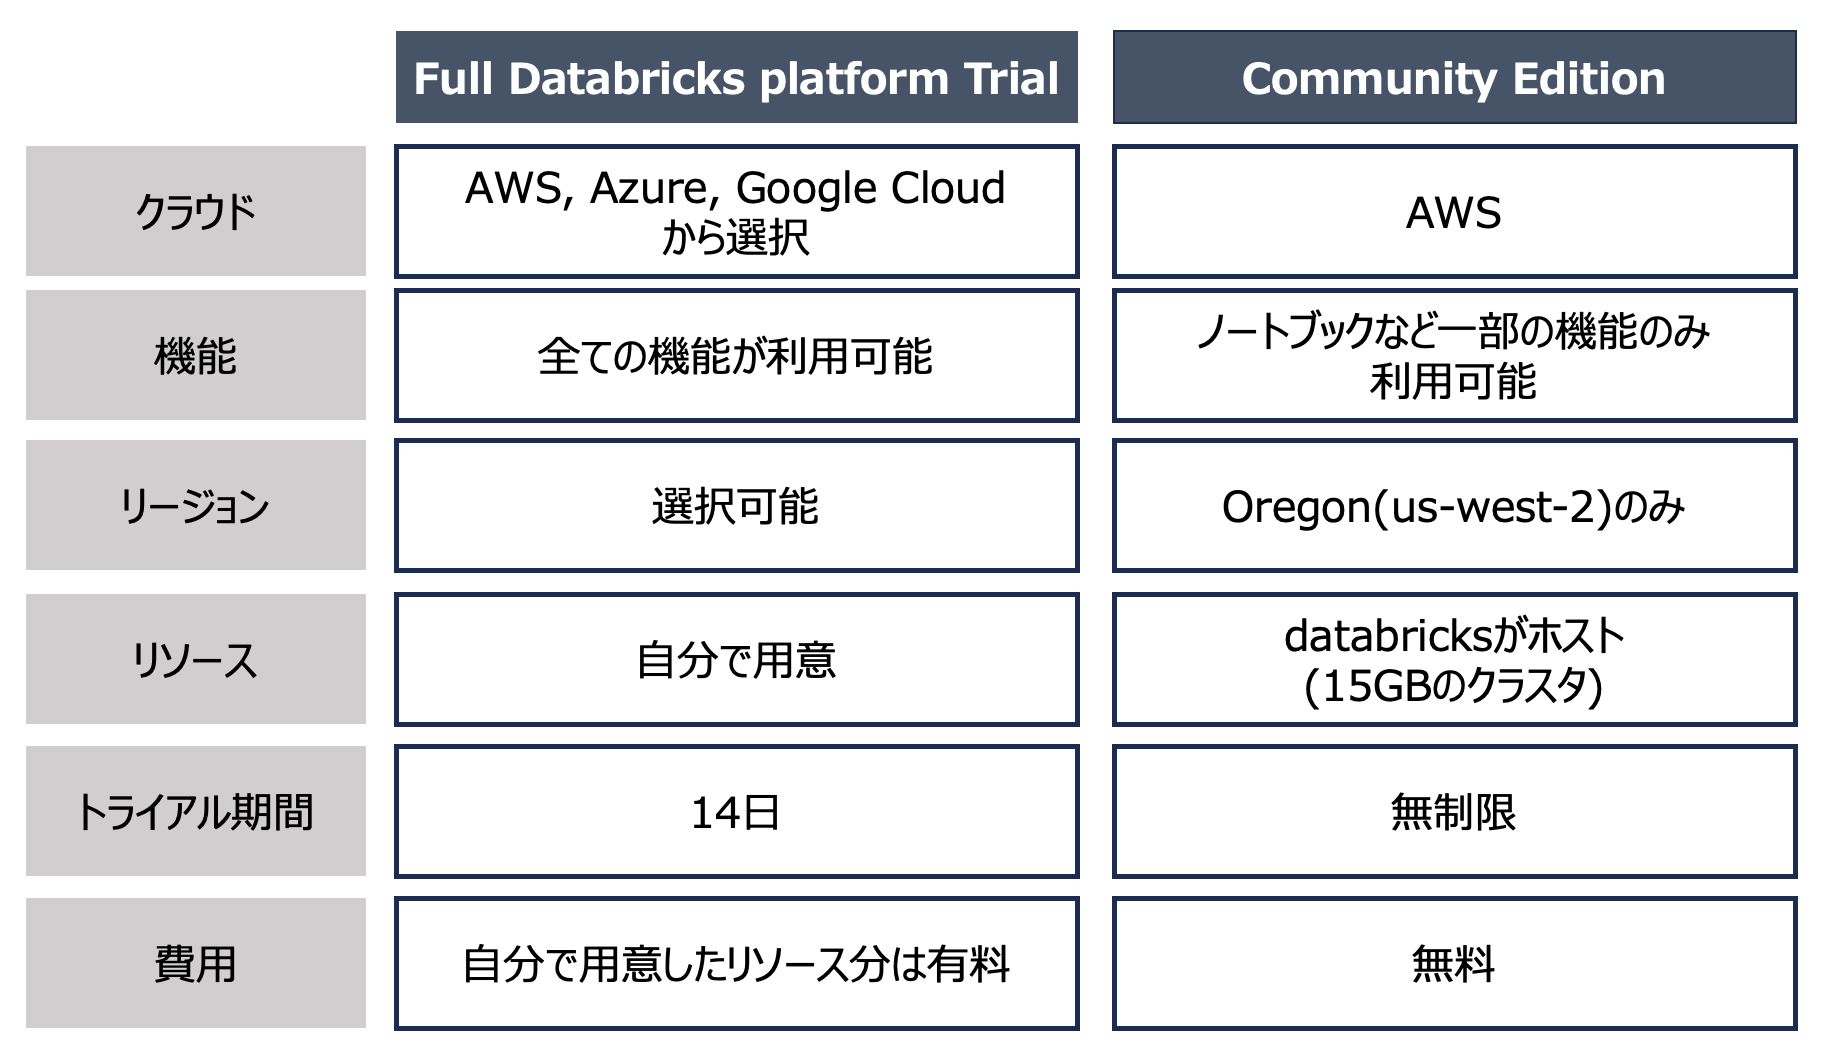 Full Databricks platform Trial
Community Edition
クラウド
AWS, Azure, Google Cloud
から選択
AWS
機能
全ての機能が利用可能
ノートブックなど一部の機能のみ
利用可能
リージョン
選択可能
Oregon(us-west-2)のみ
リソース
自分で用意
databricksがホスト
(15GBのクラスタ)
トライアル期間
14日
無制限
費用
自分で用意したリソース分は有料
無料